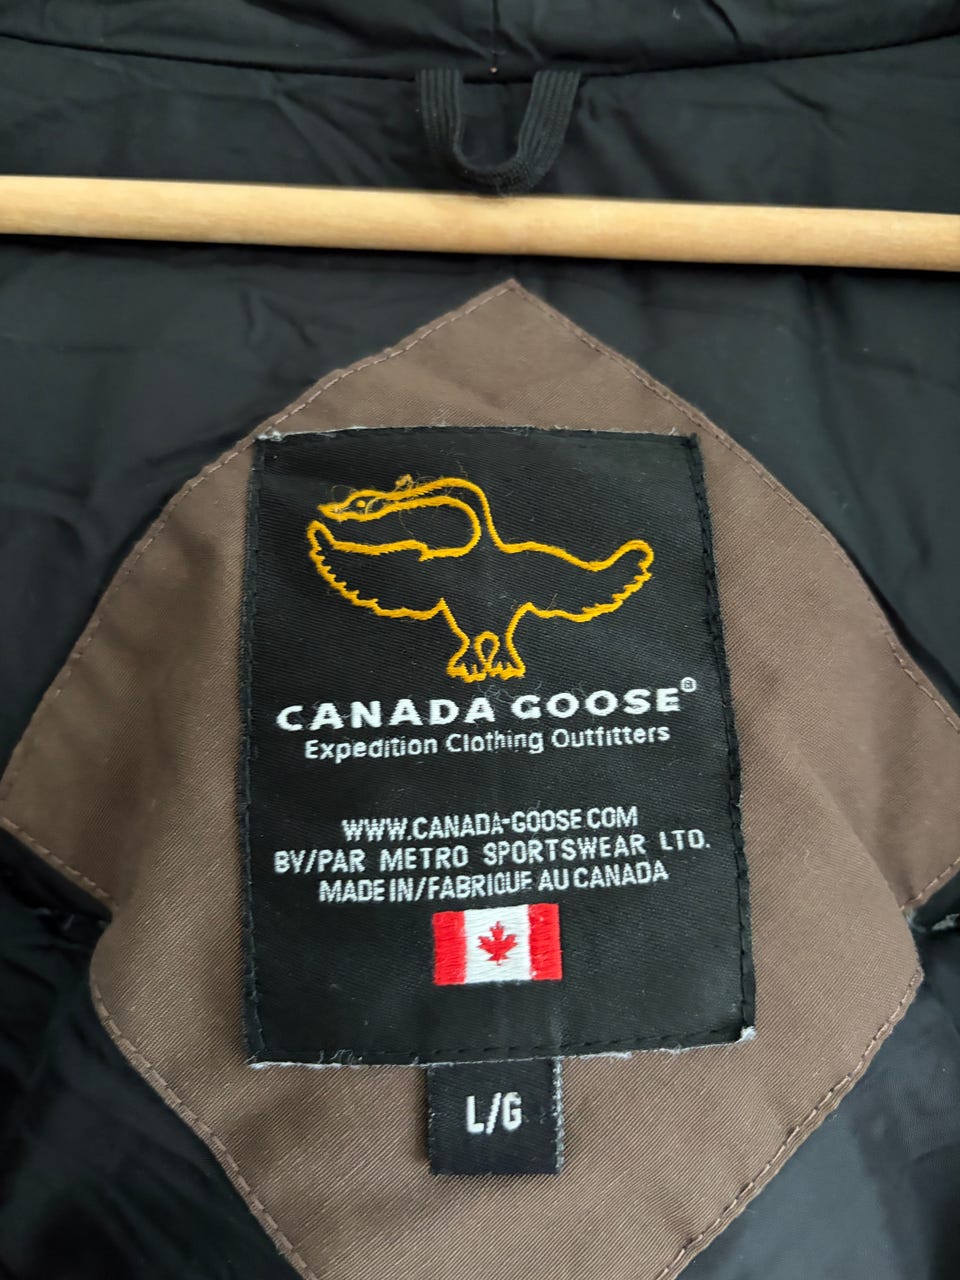 CANADA GOOSE®
Expedition Clothing Outfitters
WWW.CANADA-GOOSE.COM
BY/PAR METRO SPORTSWEAR LTD.
MADE IN/FABRIQUE AU CANADA
L/G